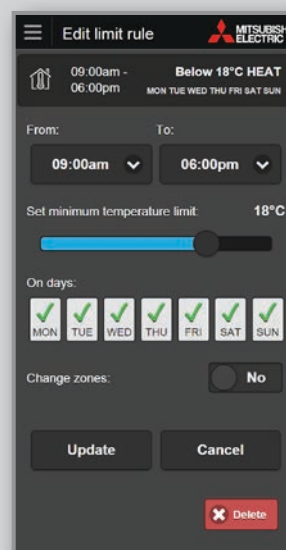 Edit limit rule
MITSUBISHI
ELECTRIC
09:00am -
06:00pm
Below 18°C HEAT
MON TUE WED THU FRI SAT SUN
From: To:
09:00am 06:00pm
Set minimum temperature limit: 18°C
On days:
MON TUE WED THU FRI SAT SUN
Change zones: No
Update Cancel
Delete